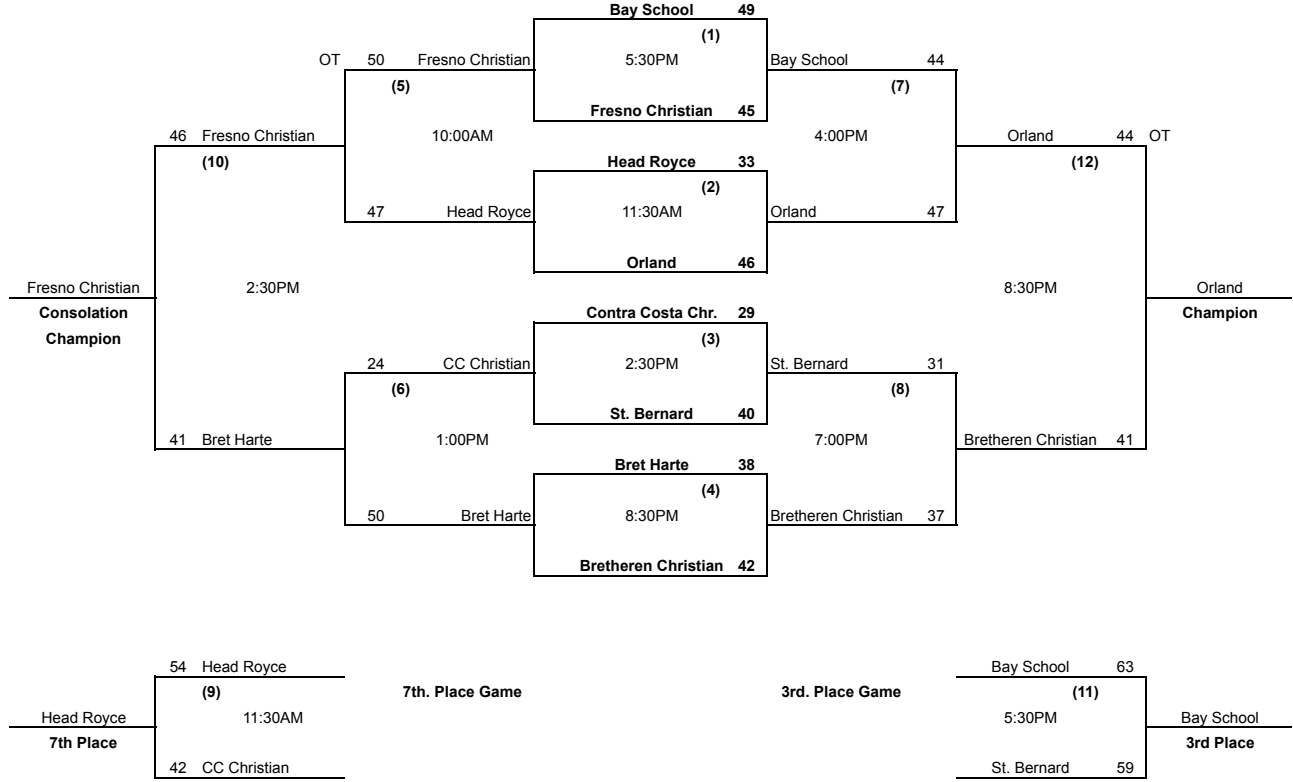 Bay School 49
(1)
OT 50 Fresno Christian 5:30PM Bay School 44
(5) (7)
Fresno Christian 45
46 Fresno Christian 10:00AM 4:00PM Orland 44 OT
(10) Head Royce 33 (12)
(2)
47 Head Royce 11:30AM Orland 47
Orland 46
Fresno Christian 2:30PM 8:30PM Orland
Consolation Contra Costa Chr. 29 Champion
Champion (3)
24 CC Christian 2:30PM St. Bernard 31
(6) (8)
St. Bernard 40
41 Bret Harte 1:00PM 7:00PM Bretheren Christian 41
Bret Harte 38
(4)
50 Bret Harte 8:30PM Bretheren Christian 37
Bretheren Christian 42
54 Head Royce Bay School 63
(9) 7th. Place Game 3rd. Place Game (11)
Head Royce 11:30AM 5:30PM Bay School
7th Place 3rd Place
42 CC Christian St. Bernard 59